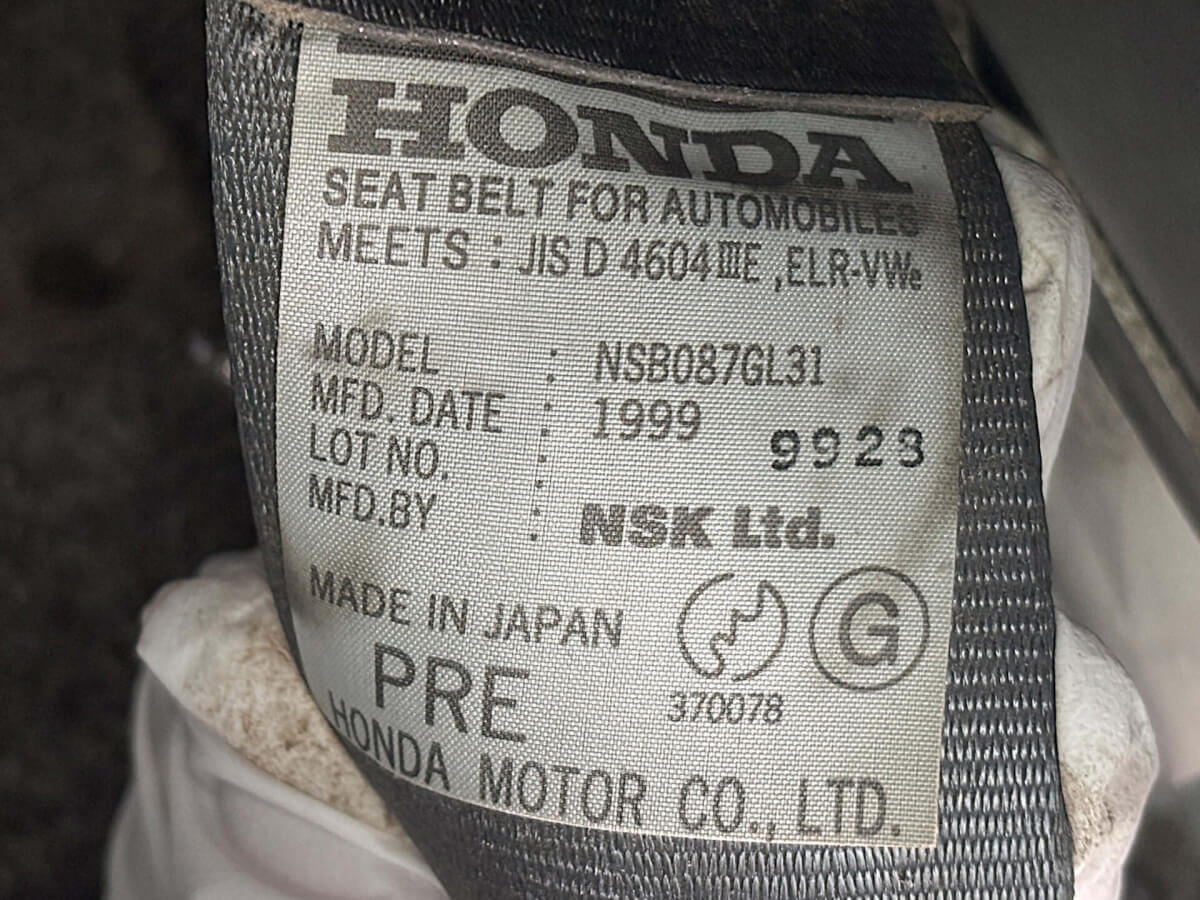 HONDA
SEAT BELT FOR AUTOMOBILES
MEETS : JIS D 4604 ⅢE , ELR-VWe
MODEL : NSB087GL31
MFD. DATE : 1999
LOT NO. : 9923
MFD.BY : NSK Ltd.
MADE IN JAPAN
G
370078
PRE
HONDA MOTOR CO., LTD.